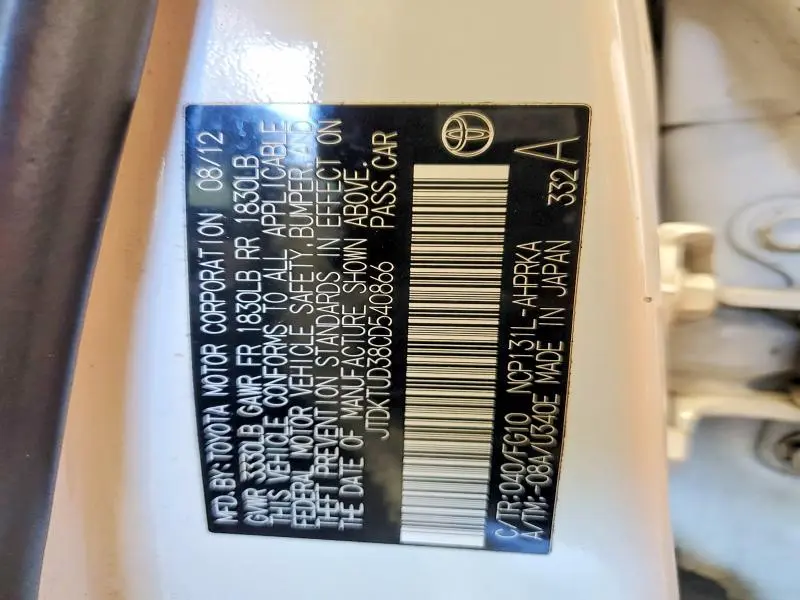 MFD. BY: TOYOTA MOTOR CORPORATION 08/12
GVWR 3330LB GAWR FR 1830LB RR 1830LB
THIS VEHICLE CONFORMS TO ALL APPLICABLE
FEDERAL MOTOR VEHICLE SAFETY, BUMPER, AND
THEFT PREVENTION STANDARDS IN EFFECT ON
THE DATE OF MANUFACTURE SHOWN ABOVE.
JTDKTUD38CD540866 PASS. CAR
C/TR: 040/FG10 NCP131L-AHPRKA 332 A
A/TM: -08A/U340E MADE IN JAPAN